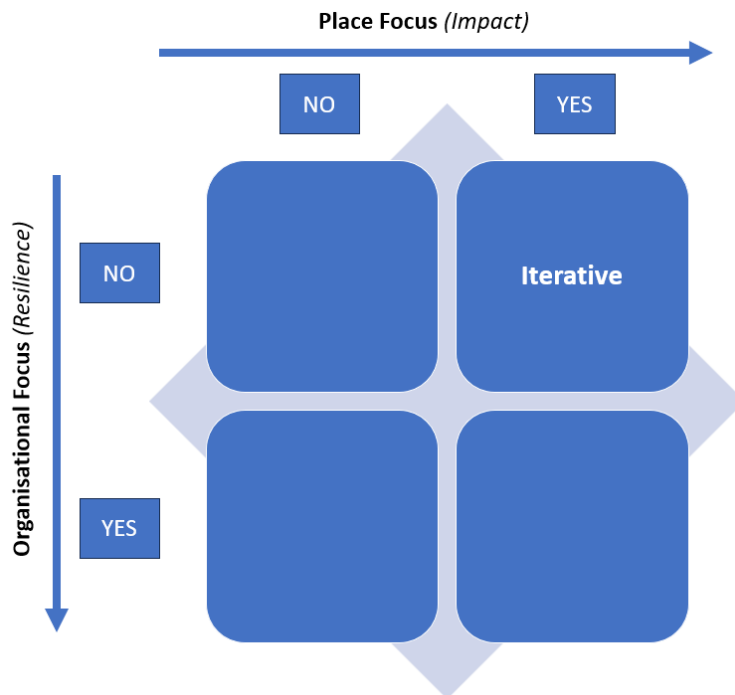 Place Focus (Impact)
NO
YES
Organisational Focus (Resilience)
NO
Iterative
YES